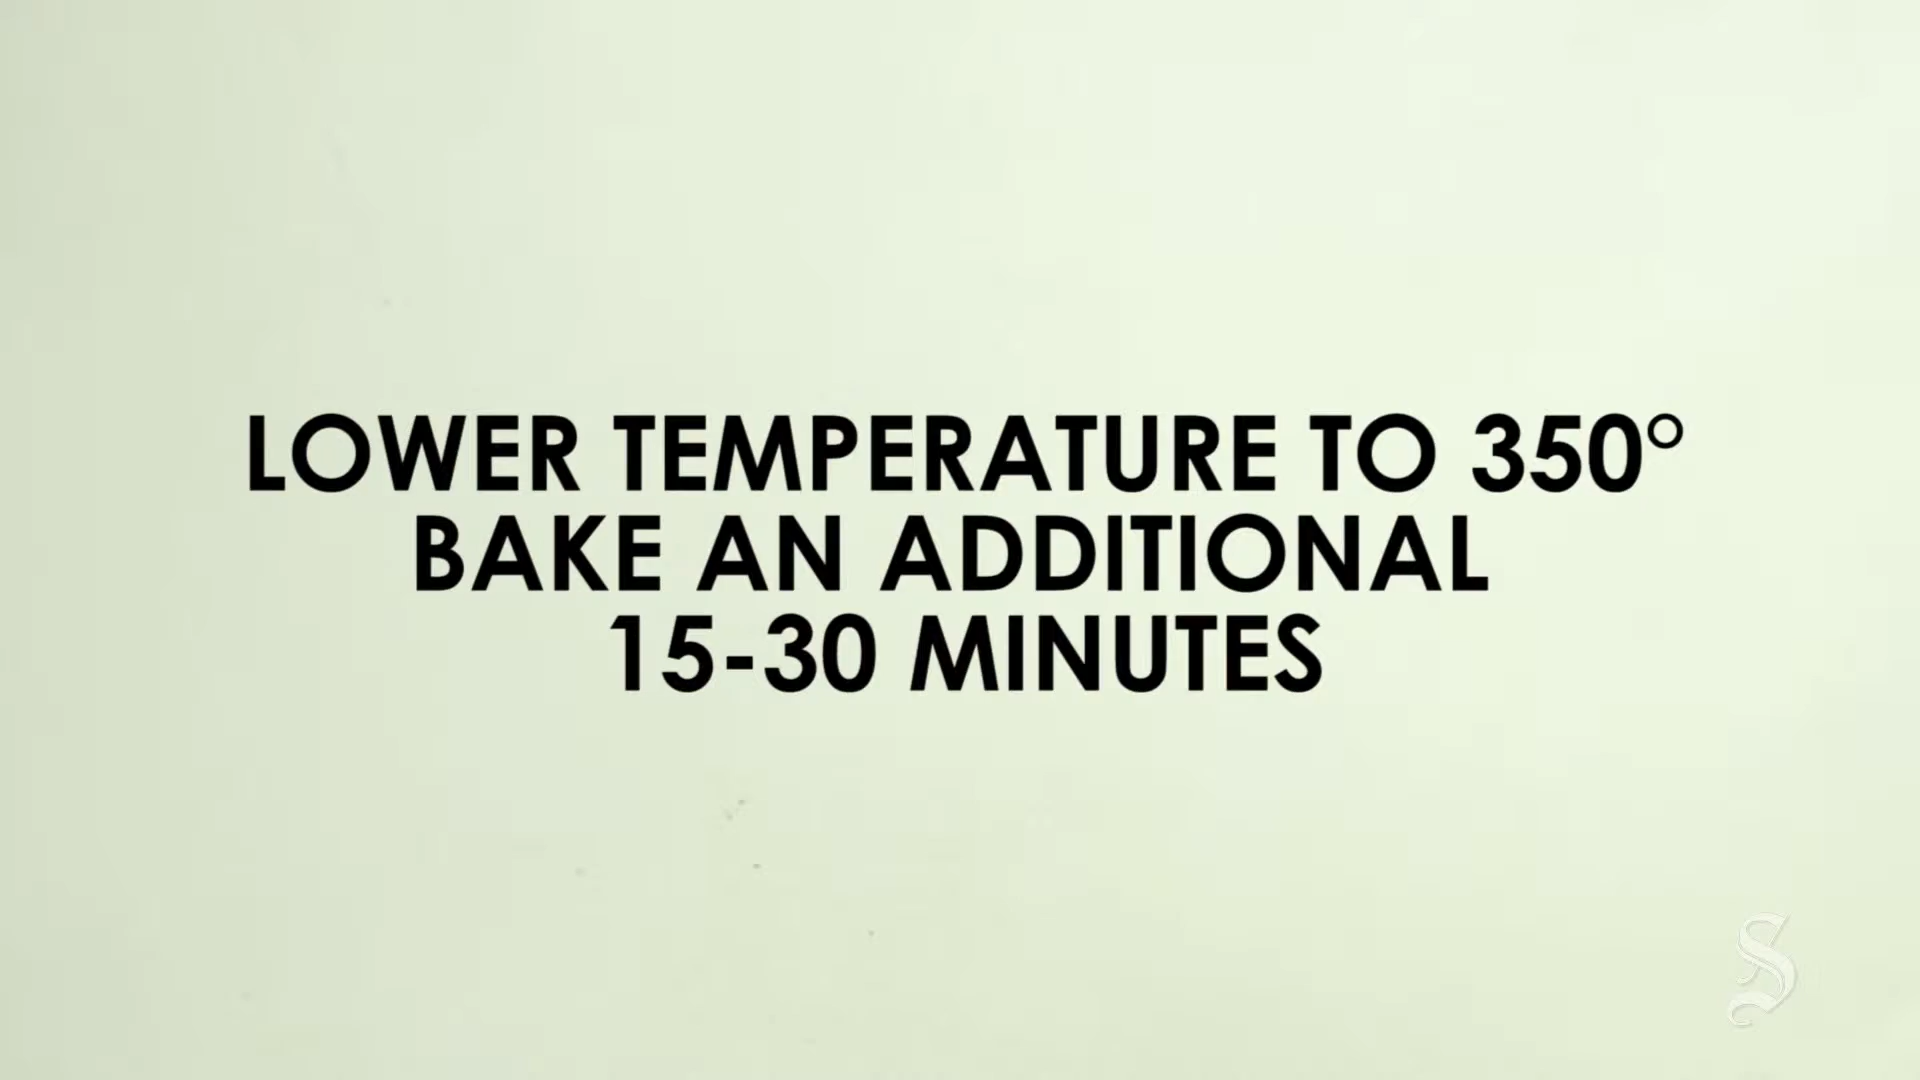 LOWER TEMPERATURE TO 350°
BAKE AN ADDITIONAL
15-30 MINUTES
S